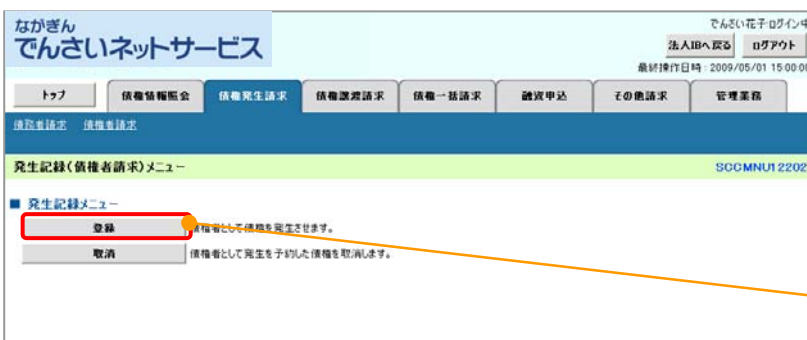 ながぎん
でんさいネットサービス
でんさい花子ログイン中
法人IBへ戻る ログアウト
最終操作日時：2009/05/01 15:00:00
トップ 債権情報照会 債権発生請求 債権譲渡請求 債権一括請求 融資申込 その他請求 管理業務
債務者請求 債権者請求
発生記録（債権者請求）メニュー SCCMNU12202
■ 発生記録メニュー
登録 債権者として債権を発生させます。
取消 債権者として発生を予約した債権を取消します。